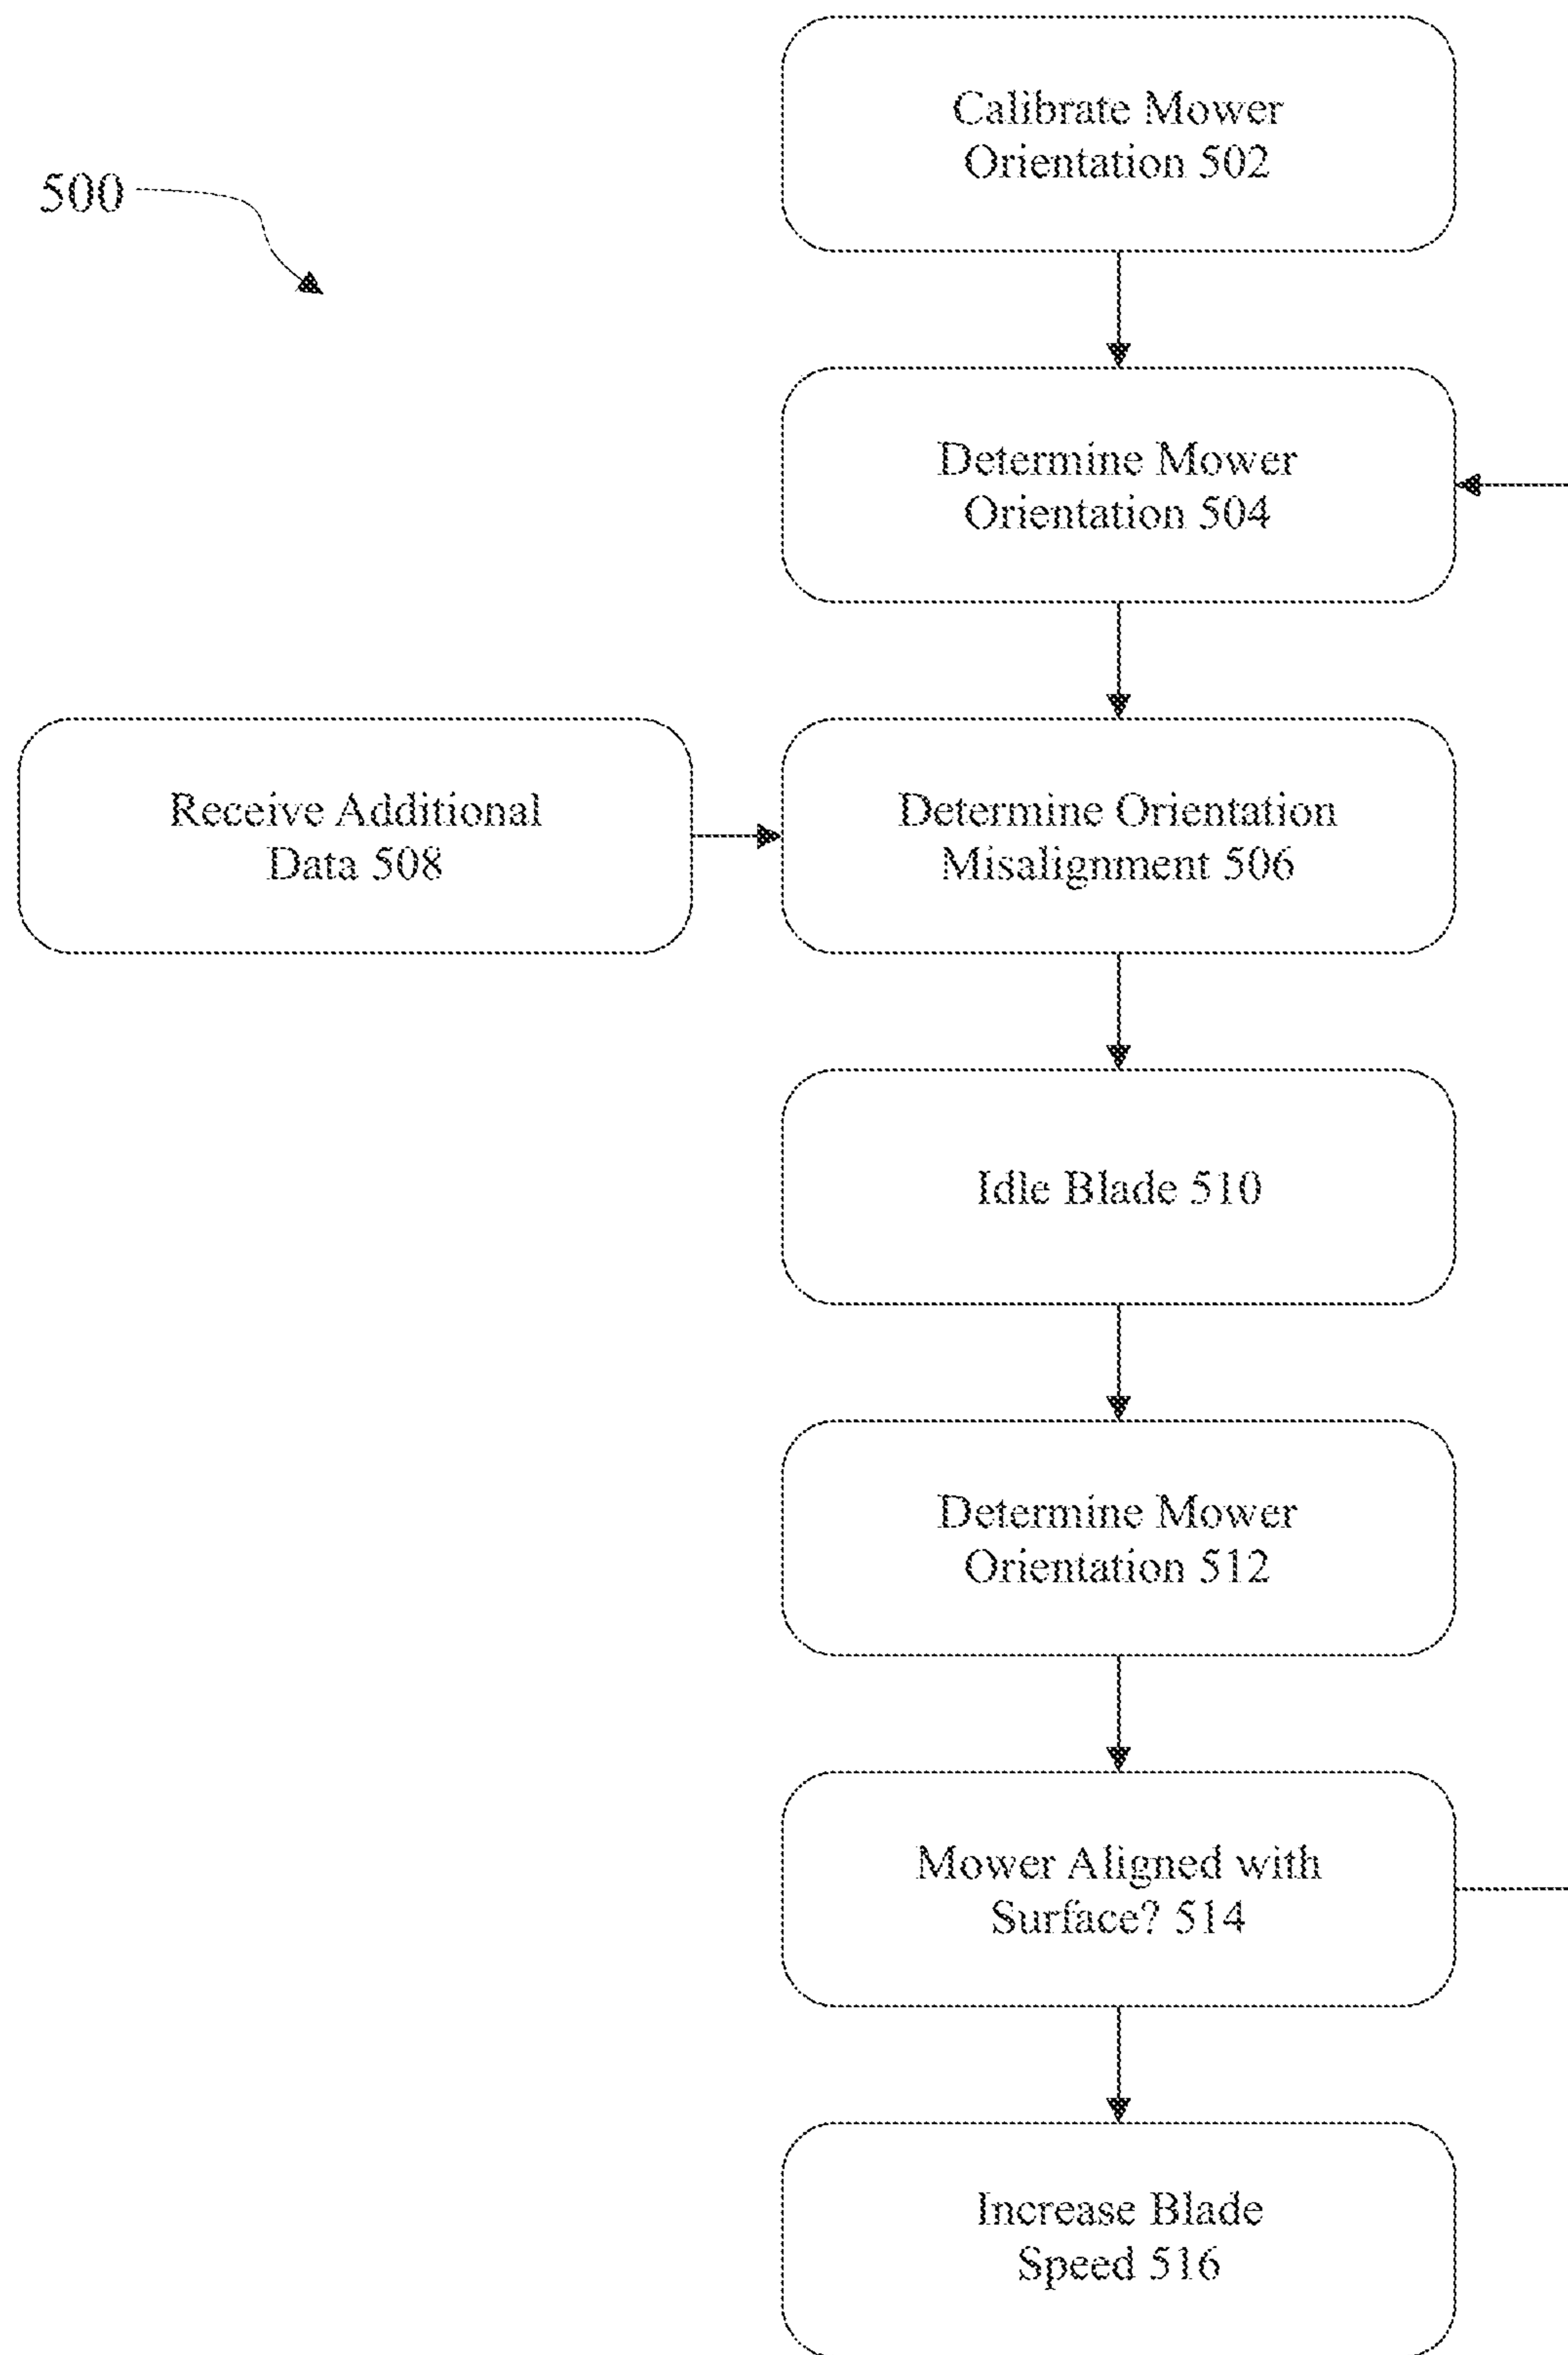 Calibrate Mower
Orientation 502
500
Determine Mower
Orientation 504
Receive Additional
Data 508
Determine Orientation
Misalignment 506
Idle Blade 510
Determine Mower
Orientation 512
Mower Aligned with
Surface? 514
Increase Blade
Speed 516